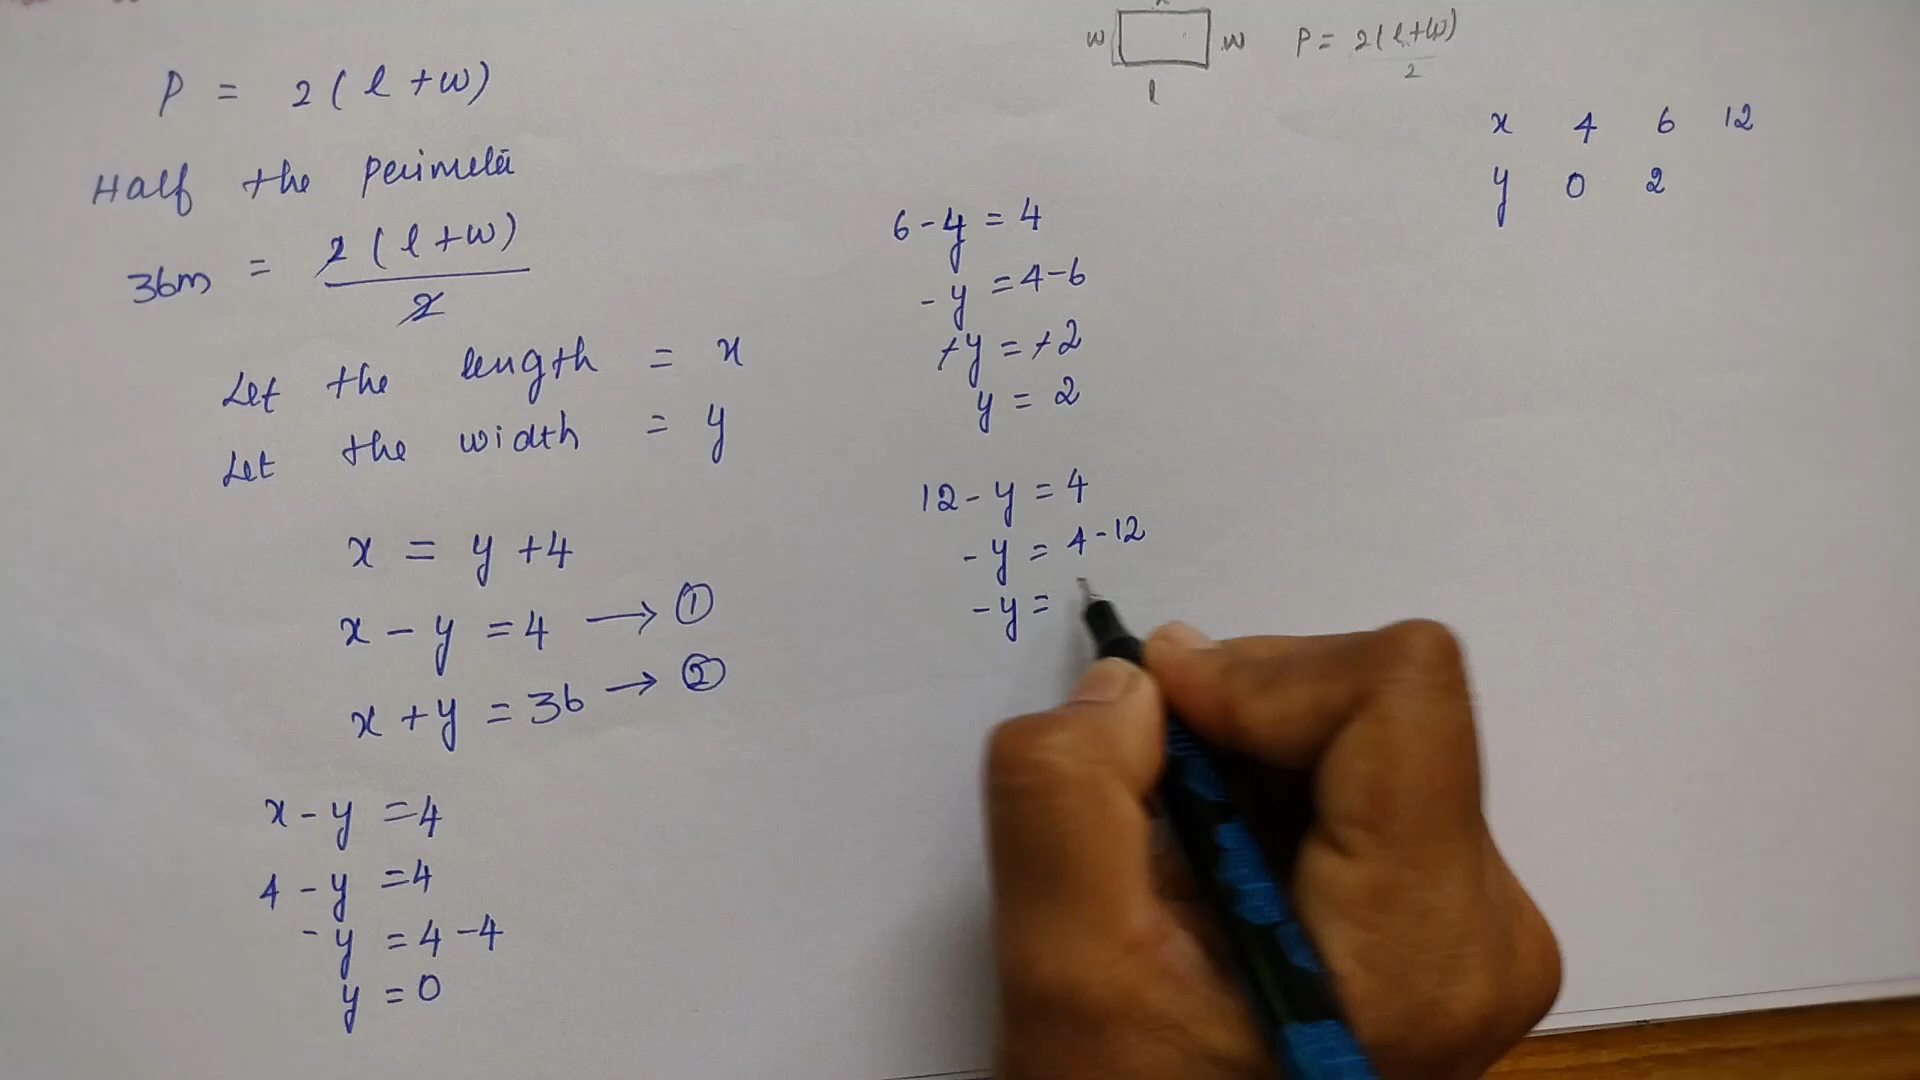 P = 2(l+w)
Half the
36m = 2(l+w)
2
Let the length = x
Let the width = y
x = y+4
x-y = 4 → ①
x+y = 36 → ②
x-y = 4
4-y = 4
-y = 4-4
y = 0
6-y = 4
-y = 4-6
+y = +2
y = 2
12-y = 4
-y = 4-12
-y =
w w
l
P = 2(l+w)
2
x 4 6 12
y 0 2